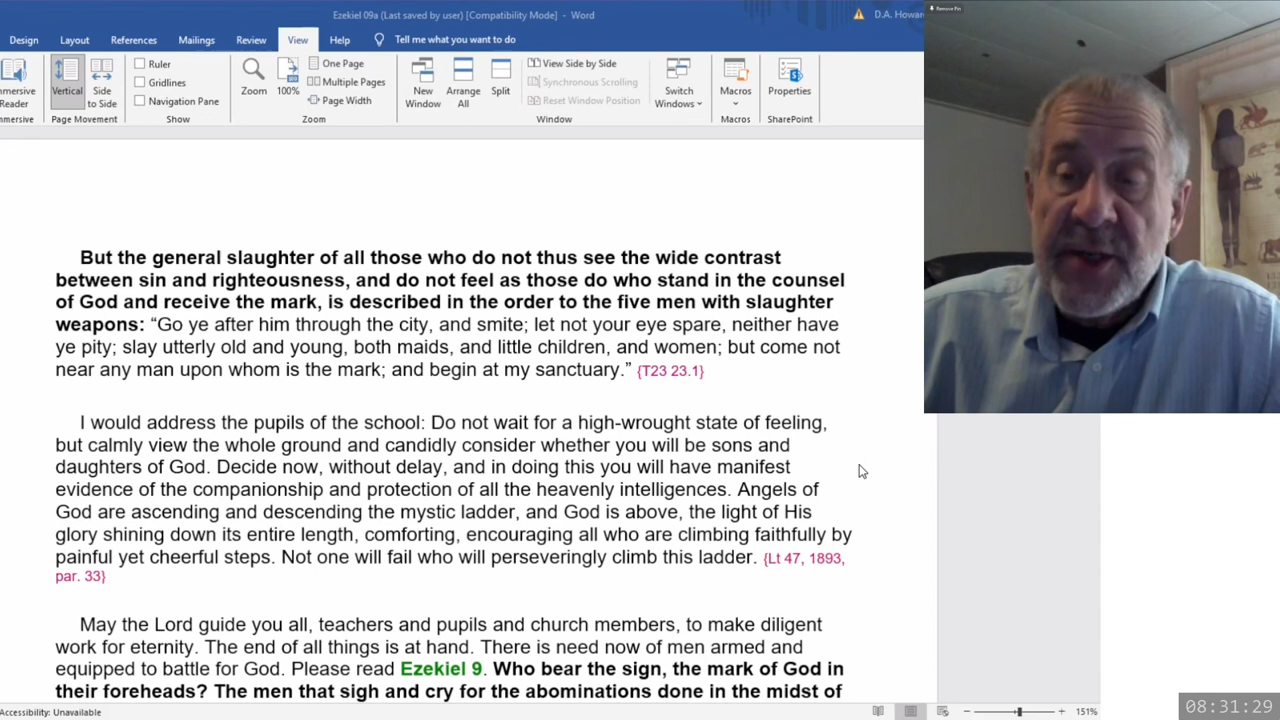 Ezekiel 09a (Last saved by user) [Compatibility Mode] - Word
D.A. Howar
Remove Pin
Design Layout References Mailings Review View Help Tell me what you want to do
mmersive
Reader
mmersive
Vertical
Side
to Side
Page Movement
Ruler
Gridlines
Navigation Pane
Show
Zoom
100%
One Page
Multiple Pages
Page Width
Zoom
New
Window
Arrange
All
Split
View Side by Side
Synchronous Scrolling
Reset Window Position
Window
Switch
Windows
Macros
Macros
Properties
SharePoint
But the general slaughter of all those who do not thus see the wide contrast
between sin and righteousness, and do not feel as those do who stand in the counsel
of God and receive the mark, is described in the order to the five men with slaughter
weapons: “Go ye after him through the city, and smite; let not your eye spare, neither have
ye pity; slay utterly old and young, both maids, and little children, and women; but come not
near any man upon whom is the mark; and begin at my sanctuary.” {T23 23.1}
I would address the pupils of the school: Do not wait for a high-wrought state of feeling,
but calmly view the whole ground and candidly consider whether you will be sons and
daughters of God. Decide now, without delay, and in doing this you will have manifest
evidence of the companionship and protection of all the heavenly intelligences. Angels of
God are ascending and descending the mystic ladder, and God is above, the light of His
glory shining down its entire length, comforting, encouraging all who are climbing faithfully by
painful yet cheerful steps. Not one will fail who will perseveringly climb this ladder. {Lt 47, 1893,
par. 33}
May the Lord guide you all, teachers and pupils and church members, to make diligent
work for eternity. The end of all things is at hand. There is need now of men armed and
equipped to battle for God. Please read Ezekiel 9. Who bear the sign, the mark of God in
their foreheads? The men that sigh and cry for the abominations done in the midst of
Accessibility: Unavailable
151%
08:31:29